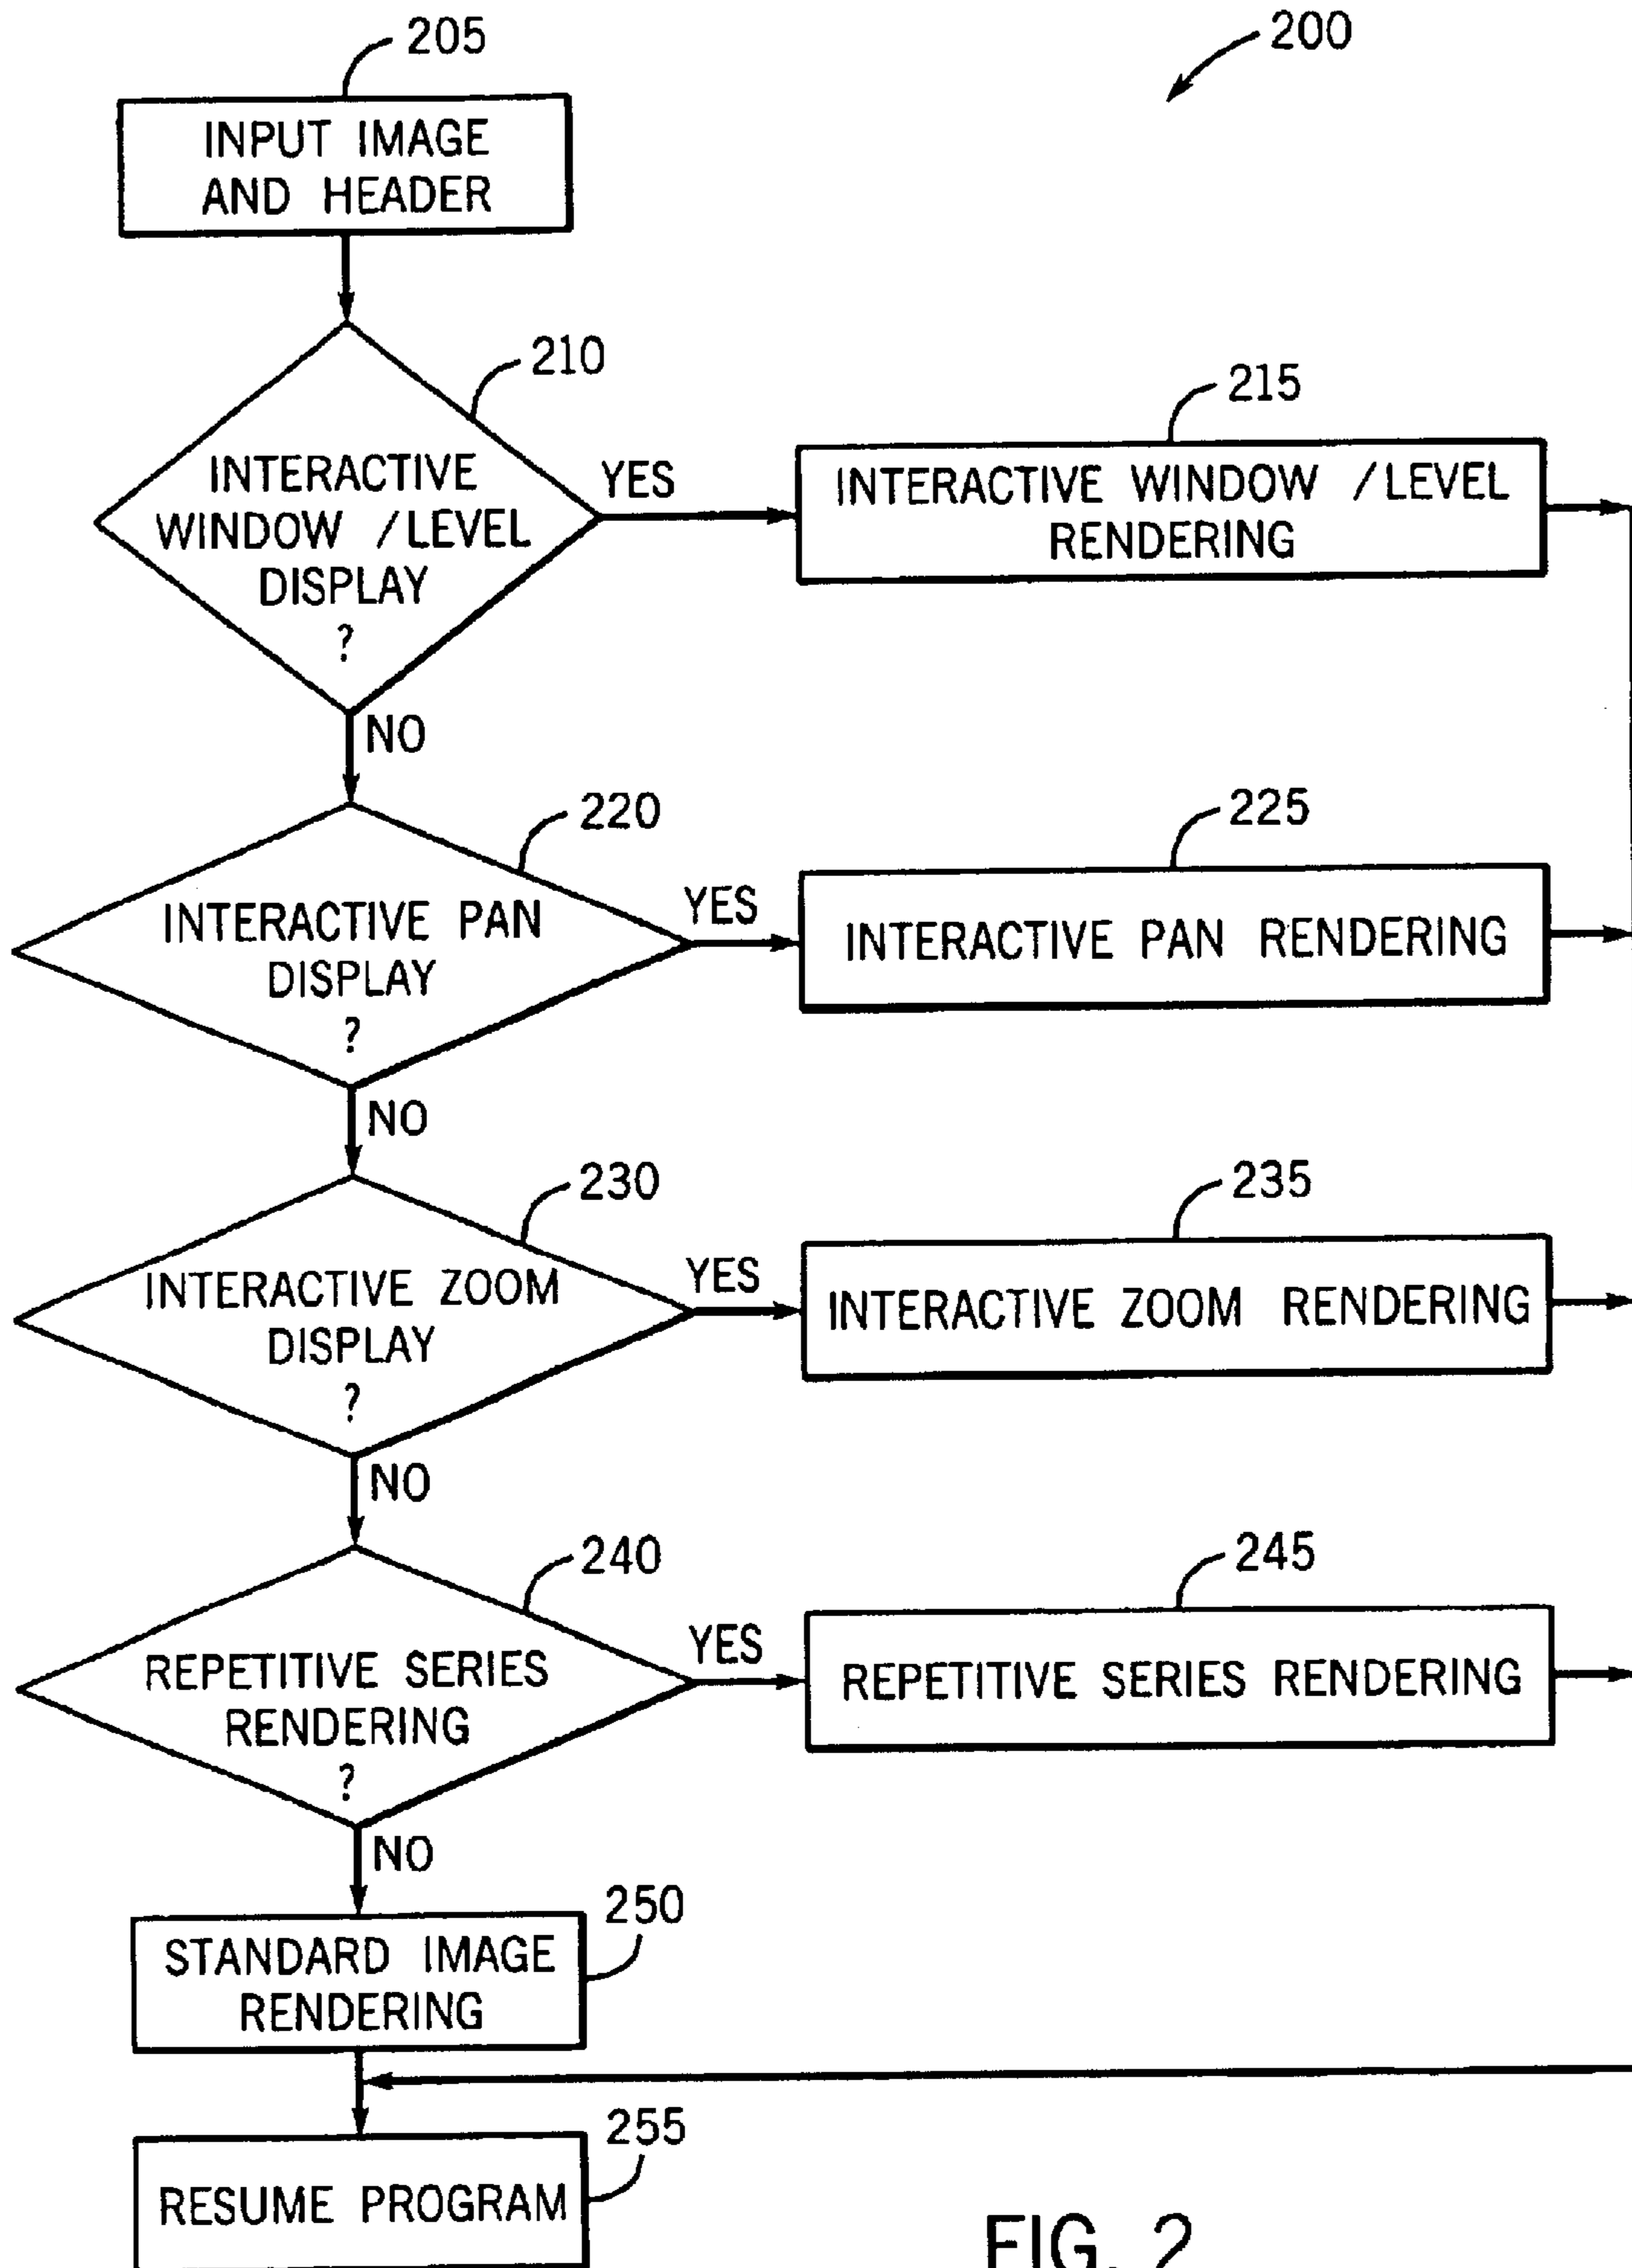 205
200
INPUT IMAGE
AND HEADER
210
215
INTERACTIVE
WINDOW /LEVEL
DISPLAY
?
YES
INTERACTIVE WINDOW /LEVEL
RENDERING
NO
220
225
INTERACTIVE PAN
DISPLAY
?
YES
INTERACTIVE PAN RENDERING
NO
230
235
INTERACTIVE ZOOM
DISPLAY
?
YES
INTERACTIVE ZOOM RENDERING
NO
240
245
REPETITIVE SERIES
RENDERING
?
YES
REPETITIVE SERIES RENDERING
NO
250
STANDARD IMAGE
RENDERING
255
RESUME PROGRAM
FIG. 2